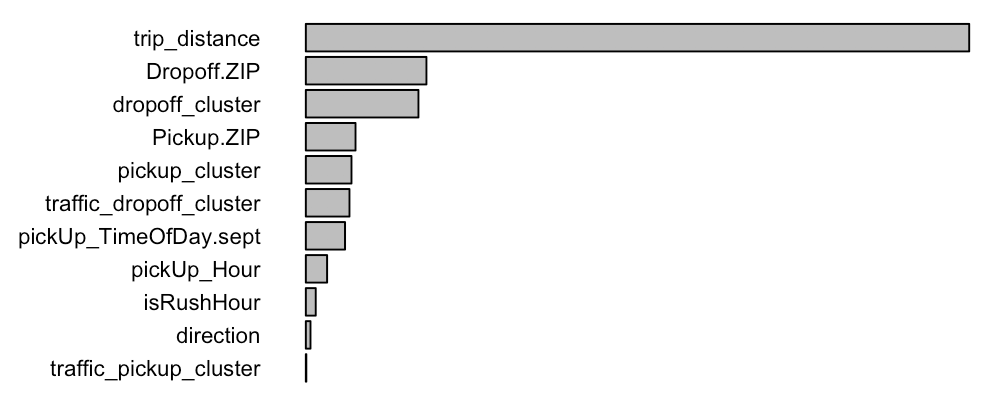 trip_distance
Dropoff.ZIP
dropoff_cluster
Pickup.ZIP
pickup_cluster
traffic_dropoff_cluster
pickUp_TimeOfDay.sept
pickUp_Hour
isRushHour
direction
traffic_pickup_cluster